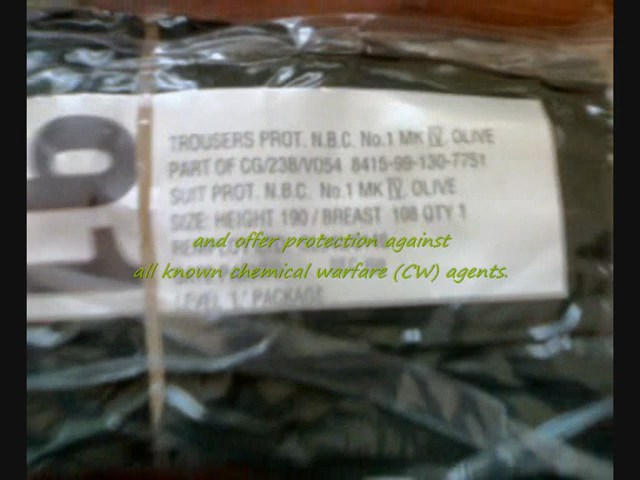 TROUSERS PROT. N.B.C. No.1 MK IV. OLIVE
PART OF CG/23B/V054 8415-99-130-7751
SUIT PROT. N.B.C. No.1 MK IV. OLIVE
SIZE: HEIGHT 190 / BREAST 108 QTY 1
and offer protection against
all known chemical warfare (CW) agents.
LEVEL 'L' PACKAGE
91